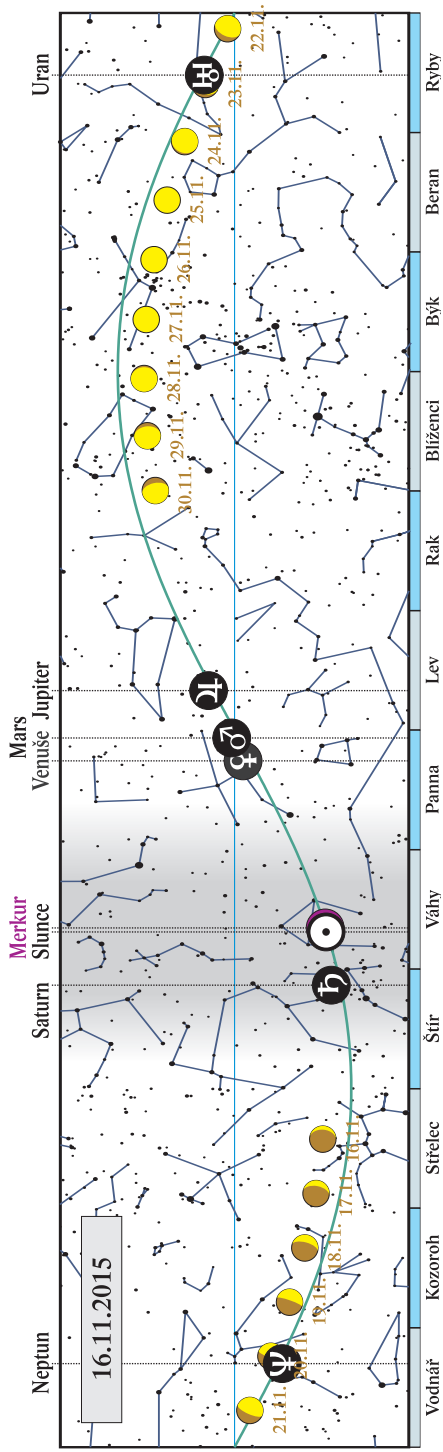 Neptun
Saturn
Merkur
Slunce
Mars
Venuše Jupiter
Uran
16.11.2015
21.11.
20.11.
19.11.
18.11.
17.11.
16.11.
30.11.
29.11.
28.11.
27.11.
26.11.
25.11.
24.11.
23.11.
22.11.
Vodnář
Kozoroh
Střelec
Štír
Váhy
Panna
Lev
Rak
Blíženci
Býk
Beran
Ryby